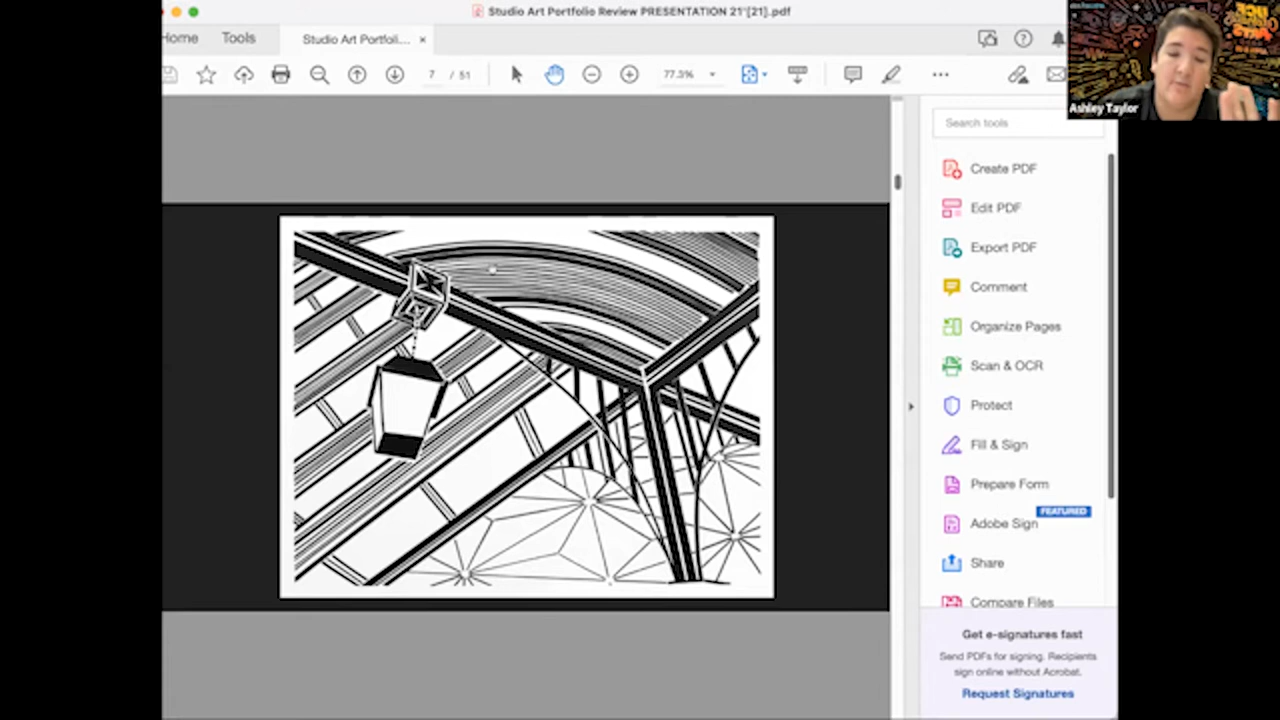 Studio Art Portfolio Review PRESENTATION 21'[21].pdf
Home
Tools
Studio Art Portfoli... ×
7 / 51
77.3%
Ashley Taylor
Search tools
Create PDF
Edit PDF
Export PDF
Comment
Organize Pages
Scan & OCR
Protect
Fill & Sign
Prepare Form
FEATURED
Adobe Sign
Share
Compare Files
Get e-signatures fast
Send PDFs for signing. Recipients
sign online without Acrobat.
Request Signatures